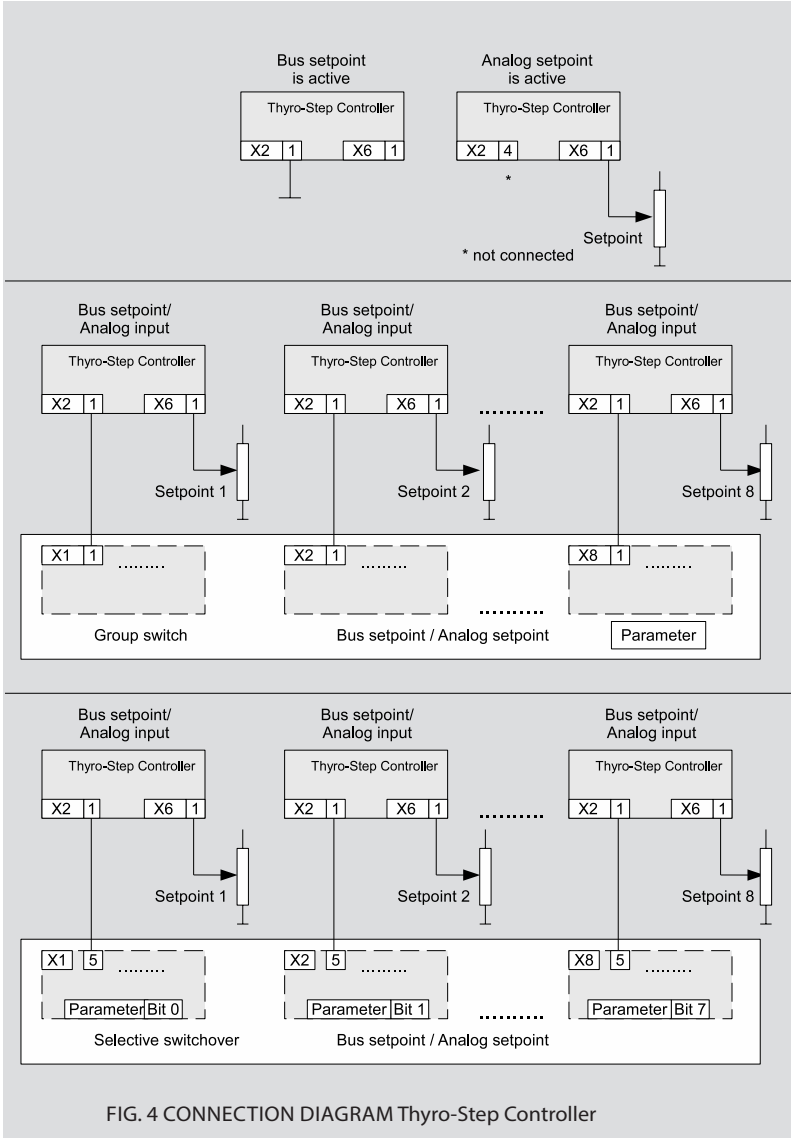 Bus setpoint Analog setpoint
is active is active
Thyro-Step Controller Thyro-Step Controller
X2 1 X6 1 X2 4 X6 1
*
Setpoint
* not connected
Bus setpoint/ Bus setpoint/ Bus setpoint/
Analog input Analog input Analog input
Thyro-Step Controller Thyro-Step Controller Thyro-Step Controller
X2 1 X6 1 X2 1 X6 1 .......... X2 1 X6 1
Setpoint 1 Setpoint 2 Setpoint 8
X1 1 ......... X2 1 ......... X8 1 .........
..........
Group switch Bus setpoint / Analog setpoint Parameter
Bus setpoint/ Bus setpoint/ Bus setpoint/
Analog input Analog input Analog input
Thyro-Step Controller Thyro-Step Controller Thyro-Step Controller
X2 1 X6 1 X2 1 X6 1 .......... X2 1 X6 1
Setpoint 1 Setpoint 2 Setpoint 8
X1 5 ......... X2 5 ......... X8 5 .........
Parameter Bit 0 Parameter Bit 1 .......... Parameter Bit 7
Selective switchover Bus setpoint / Analog setpoint
FIG. 4 CONNECTION DIAGRAM Thyro-Step Controller